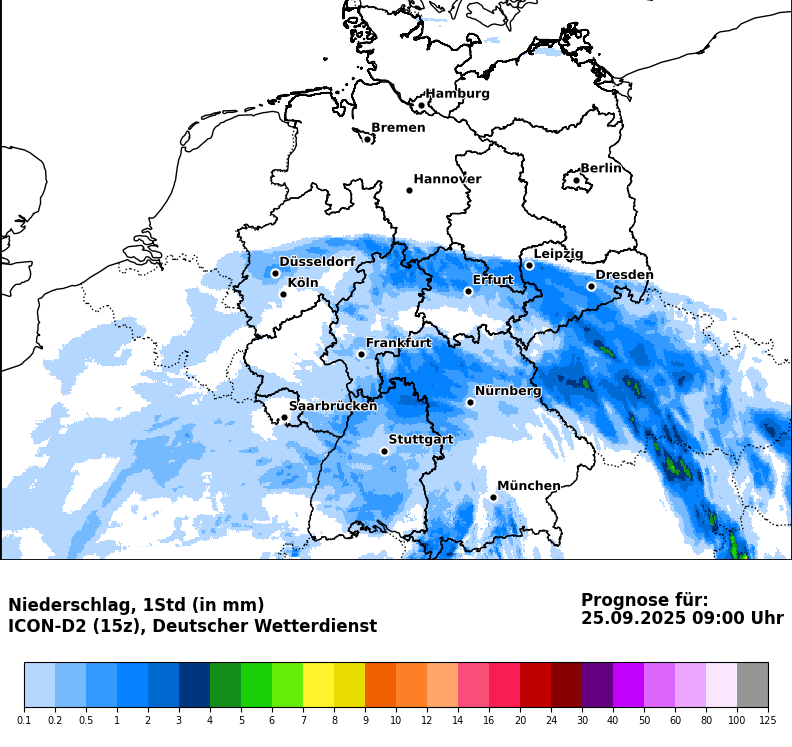 Hamburg
Bremen
Berlin
Hannover
Leipzig
Düsseldorf
Dresden
Köln
Erfurt
Frankfurt
Nürnberg
Saarbrücken
Stuttgart
München
Niederschlag, 1Std (in mm)
ICON-D2 (15z), Deutscher Wetterdienst
Prognose für:
25.09.2025 09:00 Uhr
0.1 0.2 0.5 1 2 3 4 5 6 7 8 9 10 12 14 16 20 24 30 40 50 60 80 100 125